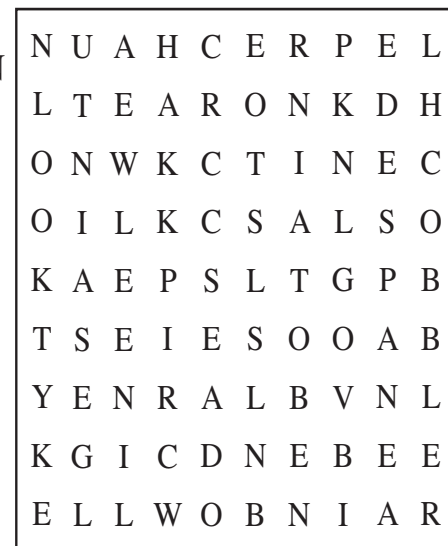 N U A H C E R P E L
L T E A R O N K D H
O N W K C T I N E C
O I L K C S A L S O
K A E P S L T G P B
T S E I E S O O A B
Y E N R A L B V N L
K G I C D N E B E E
E L L W O B N I A R